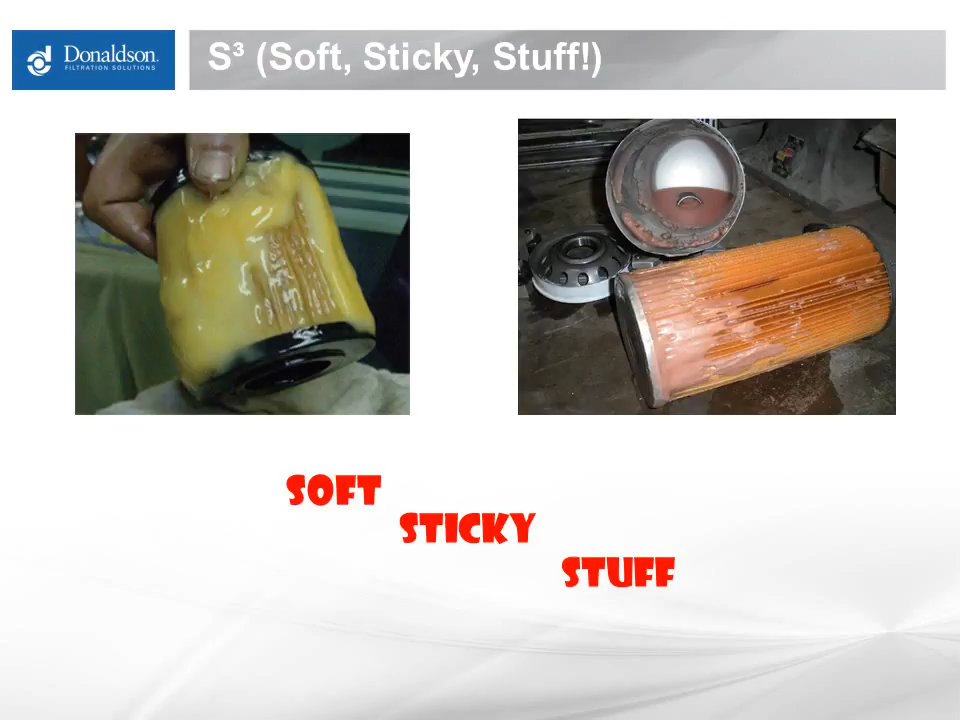 Donaldson.
FILTRATION SOLUTIONS
S³ (Soft, Sticky, Stuff!)
SOFT
STICKY
STUFF